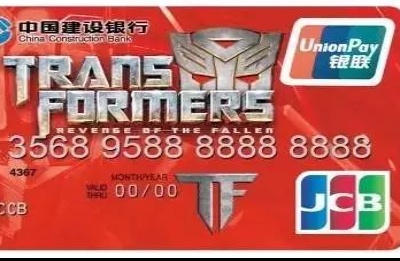 中国建设银行
China Construction Bank
UnionPay
银联
TRANS
FORMERS
REVENGE OF THE FALLEN
3568 9588 8888 8888
4367
MONTH/YEAR
VALID
THRU
00/00
TF
CCB
JCB